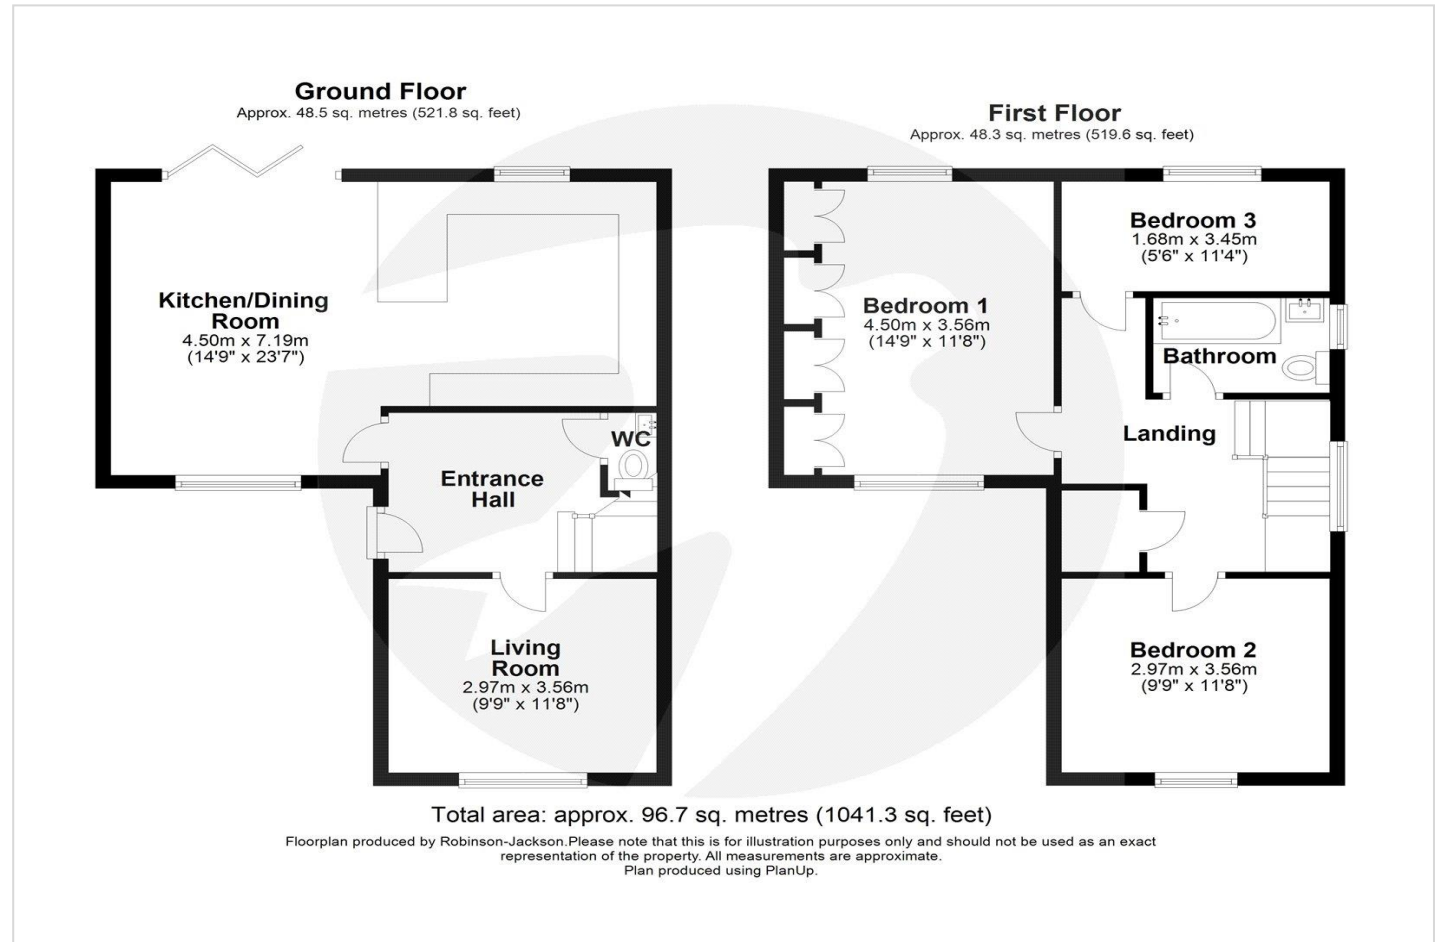 Ground Floor
Approx. 48.5 sq. metres (521.8 sq. feet)
Kitchen/Dining
Room
4.50m x 7.19m
(14'9" x 23'7")
WC
Entrance
Hall
Living
Room
2.97m x 3.56m
(9'9" x 11'8")
First Floor
Approx. 48.3 sq. metres (519.6 sq. feet)
Bedroom 3
1.68m x 3.45m
(5'6" x 11'4")
Bedroom 1
4.50m x 3.56m
(14'9" x 11'8")
Bathroom
Landing
Bedroom 2
2.97m x 3.56m
(9'9" x 11'8")
Total area: approx. 96.7 sq. metres (1041.3 sq. feet)
Floorplan produced by Robinson-Jackson.Please note that this is for illustration purposes only and should not be used as an exact
representation of the property. All measurements are approximate.
Plan produced using PlanUp.